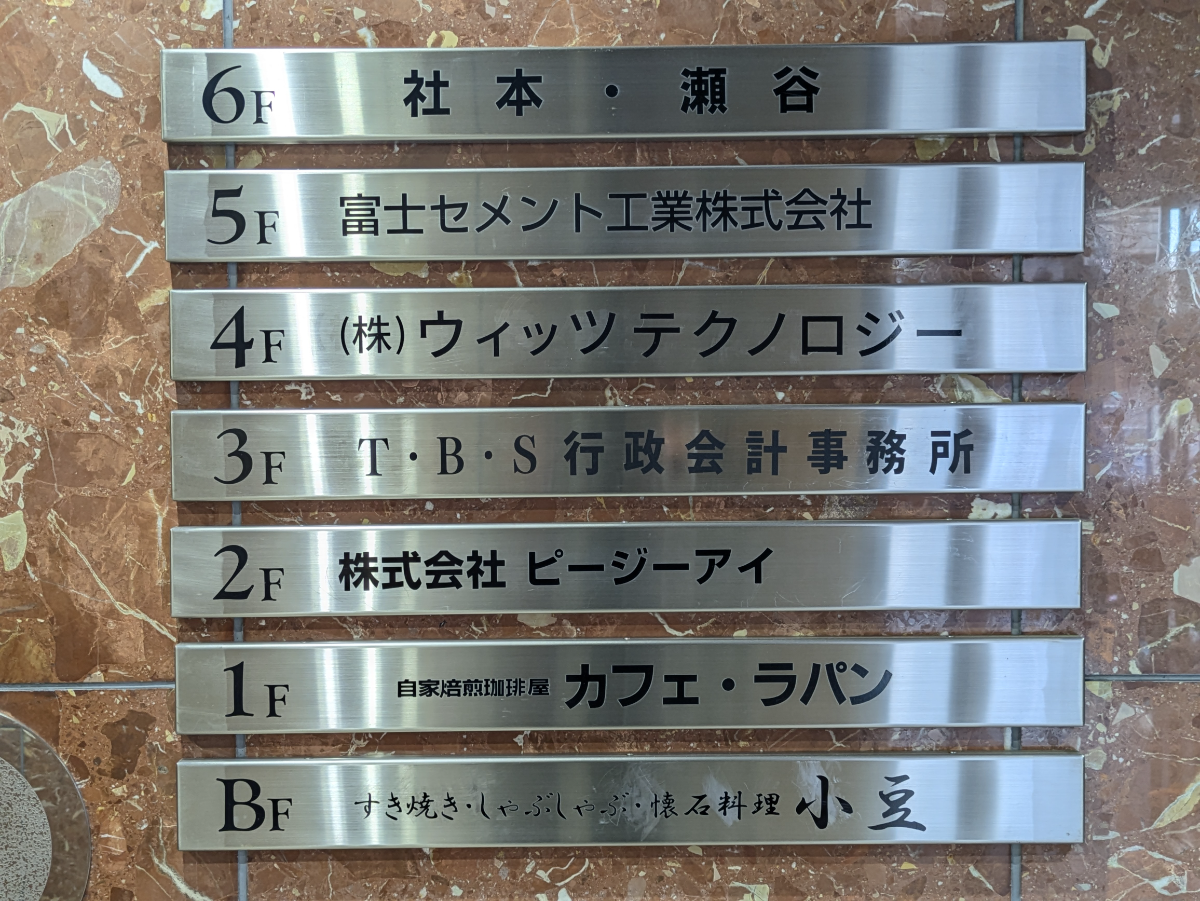 6F 社本・瀬谷
5F 富士セメント工業株式会社
4F (株)ウィッツテクノロジー
3F T・B・S行政会計事務所
2F 株式会社 ピージーアイ
1F 自家焙煎珈琲屋 カフェ・ラパン
BF すき焼き・しゃぶしゃぶ・懐石料理 小豆